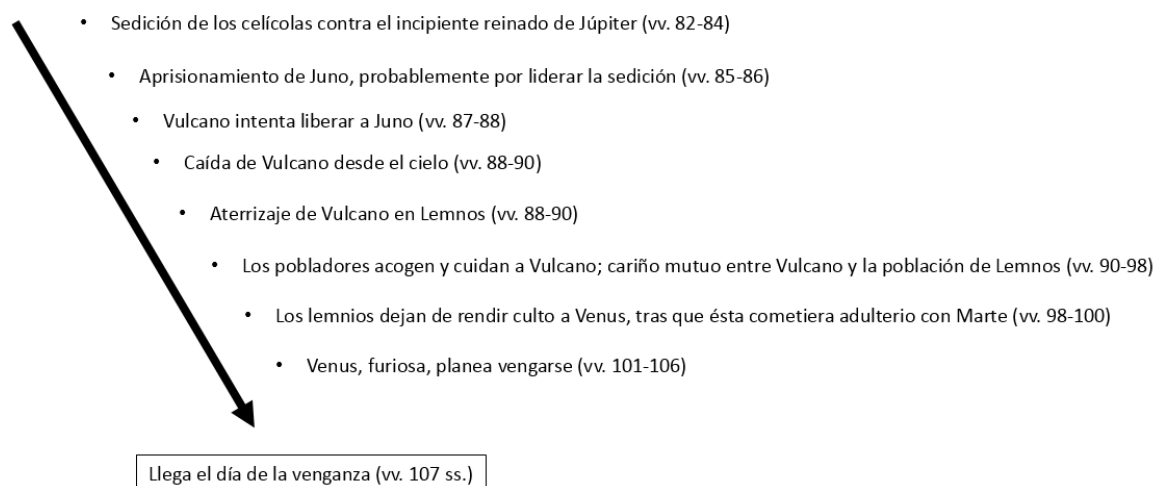 • Sedición de los celícolas contra el incipiente reinado de Júpiter (vv. 82-84)
• Aprisionamiento de Juno, probablemente por liderar la sedición (vv. 85-86)
• Vulcano intenta liberar a Juno (vv. 87-88)
• Caída de Vulcano desde el cielo (vv. 88-90)
• Aterrizaje de Vulcano en Lemnos (vv. 88-90)
• Los pobladores acogen y cuidan a Vulcano; cariño mutuo entre Vulcano y la población de Lemnos (vv. 90-98)
• Los lemnios dejan de rendir culto a Venus, tras que ésta cometiera adulterio con Marte (vv. 98-100)
• Venus, furiosa, planea vengarse (vv. 101-106)
Llega el día de la venganza (vv. 107 ss.)